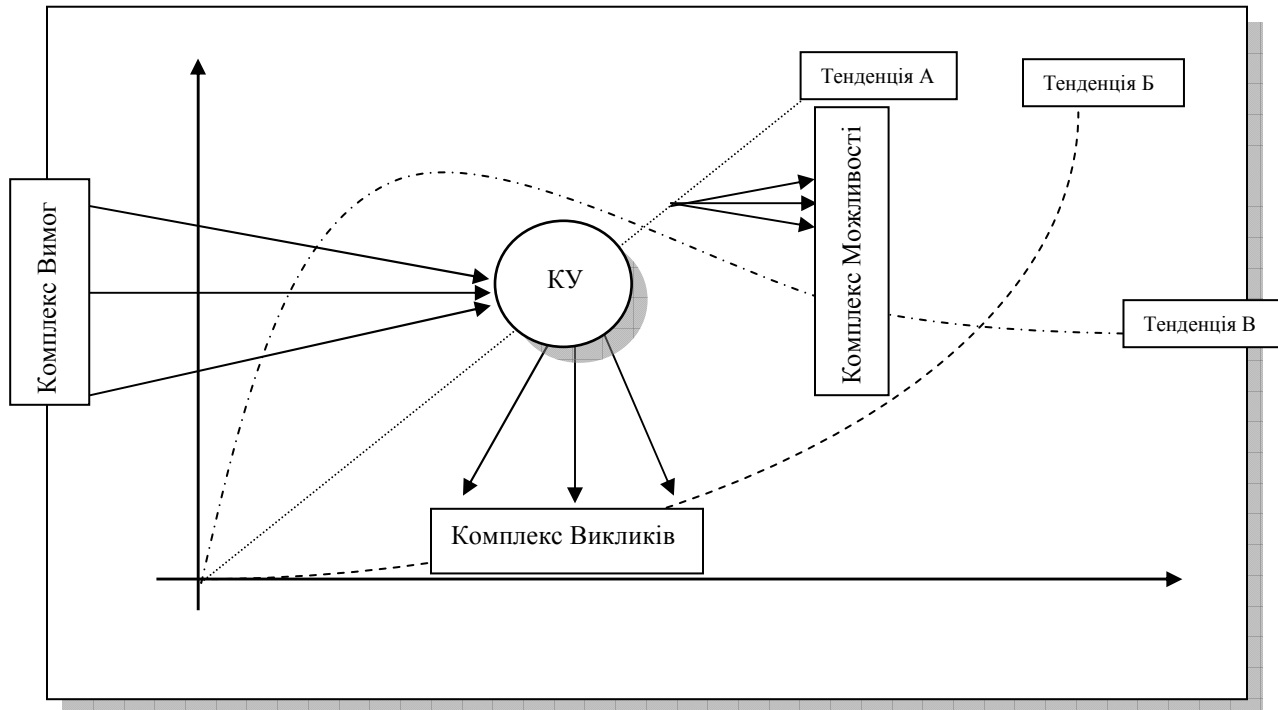 Тенденція А
Тенденція Б
Комплекс Вимог
КУ
Комплекс Можливості
Тенденція В
Комплекс Викликів